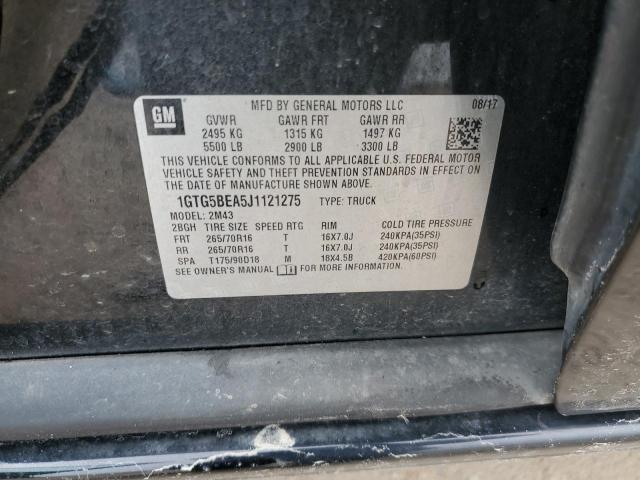 GM
MFD BY GENERAL MOTORS LLC 08/17
GVWR GAWR FRT GAWR RR
2495 KG 1315 KG 1497 KG
5500 LB 2900 LB 3300 LB
THIS VEHICLE CONFORMS TO ALL APPLICABLE U.S. FEDERAL MOTOR
VEHICLE SAFETY AND THEFT PREVENTION STANDARDS IN EFFECT
ON THE DATE OF MANUFACTURE SHOWN ABOVE.
1GTG5BEA5J1121275 TYPE: TRUCK
MODEL: 2M43
2BGH TIRE SIZE SPEED RTG RIM COLD TIRE PRESSURE
FRT 265/70R16 T 16X7.0J 240KPA(35PSI)
RR 265/70R16 T 16X7.0J 240KPA(35PSI)
SPA T175/90D18 M 18X4.5B 420KPA(60PSI)
SEE OWNER'S MANUAL FOR MORE INFORMATION.